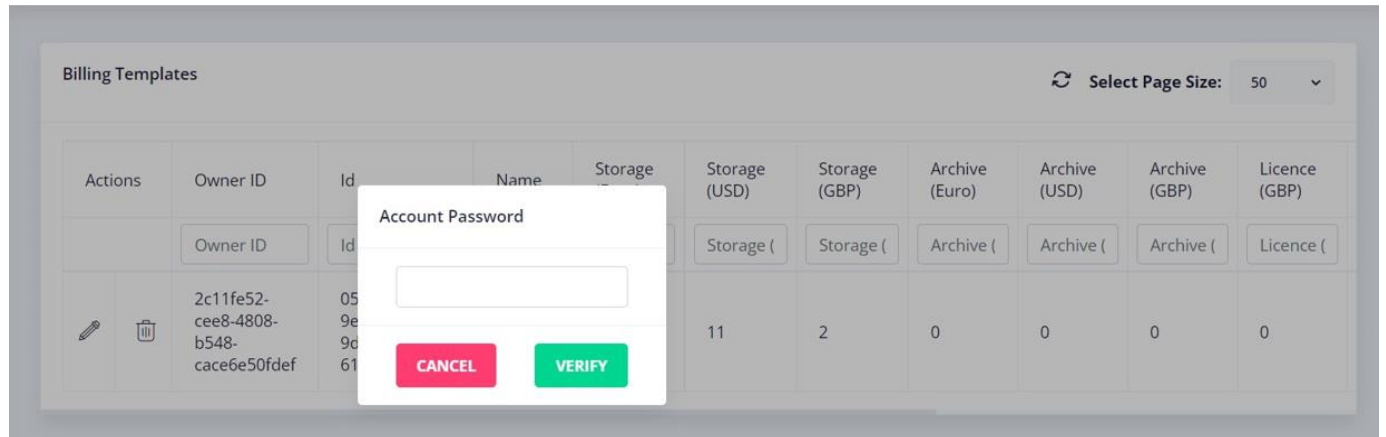 Billing Templates
Select Page Size: 50
Actions
Owner ID
Id
Name
Storage
Storage
(USD)
Storage
(GBP)
Archive
(Euro)
Archive
(USD)
Archive
(GBP)
Licence
(GBP)
Account Password
Owner ID
Id
Storage (
Storage (
Archive (
Archive (
Archive (
Licence (
2c11fe52-
cee8-4808-
b548-
cace6e50fdef
05
9e
9d
61
11
2
0
0
0
0
CANCEL
VERIFY